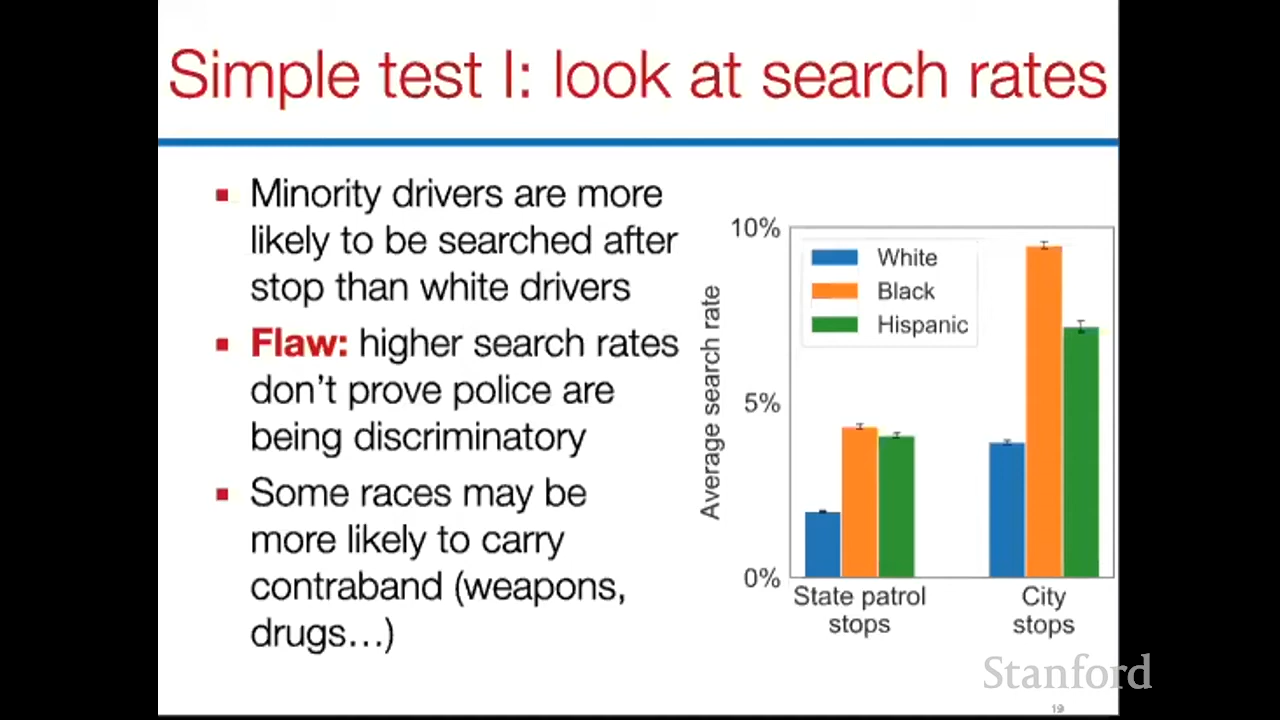 Simple test I: look at search rates
Minority drivers are more
likely to be searched after
stop than white drivers
Flaw: higher search rates
don't prove police are
being discriminatory
Some races may be
more likely to carry
contraband (weapons,
drugs…)
10%
5%
0%
Average search rate
White
Black
Hispanic
State patrol
stops
City
stops
Stanford
19